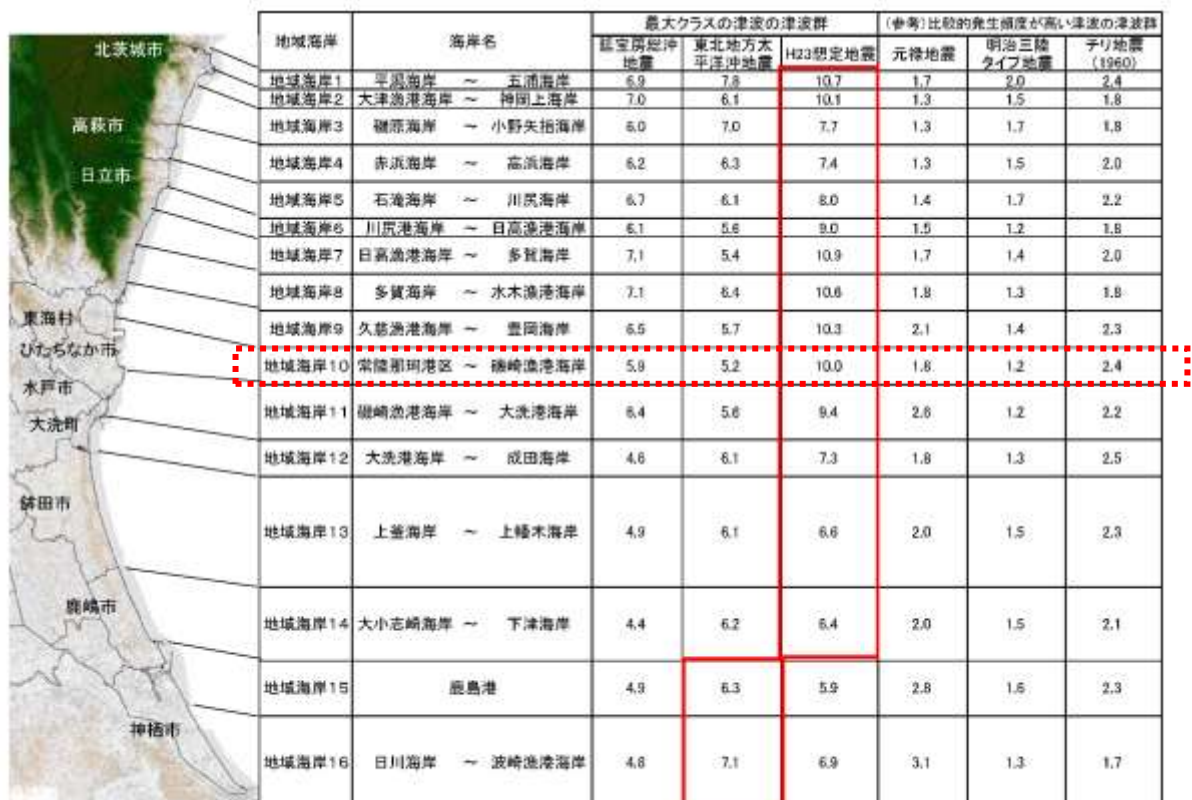 最大クラスの津波の津波群 (参考)比較的発生頻度が高い津波の津波群
地域海岸 海岸名 延宝房総沖地震 東北地方太平洋沖地震 H23想定地震 元禄地震 明治三陸タイプ地震 チリ地震(1960)
地域海岸1 平潟海岸 ~ 五浦海岸 6.9 7.8 10.7 1.7 2.0 2.4
地域海岸2 大津漁港海岸 ~ 神岡上海岸 7.0 6.1 10.1 1.3 1.5 1.8
地域海岸3 磯原海岸 ~ 小野矢指海岸 6.0 7.0 7.7 1.3 1.7 1.8
地域海岸4 赤浜海岸 ~ 高浜海岸 6.2 6.3 7.4 1.3 1.5 2.0
地域海岸5 石滝海岸 ~ 川尻海岸 6.7 6.1 8.0 1.4 1.7 2.2
地域海岸6 川尻港海岸 ~ 日高漁港海岸 6.1 5.6 9.0 1.5 1.2 1.8
地域海岸7 日高漁港海岸 ~ 多賀海岸 7.1 5.4 10.9 1.7 1.4 2.0
地域海岸8 多賀海岸 ~ 水木漁港海岸 7.1 6.4 10.6 1.8 1.3 1.8
地域海岸9 久慈漁港海岸 ~ 豊岡海岸 6.5 5.7 10.3 2.1 1.4 2.3
地域海岸10 常陸那珂港区 ~ 磯崎漁港海岸 5.9 5.2 10.0 1.8 1.2 2.4
地域海岸11 磯崎漁港海岸 ~ 大洗港海岸 6.4 5.6 9.4 2.6 1.2 2.2
地域海岸12 大洗港海岸 ~ 成田海岸 4.6 6.1 7.3 1.8 1.3 2.5
地域海岸13 上釜海岸 ~ 上幡木海岸 4.9 6.1 6.6 2.0 1.5 2.3
地域海岸14 大小志崎海岸 ~ 下津海岸 4.4 6.2 6.4 2.0 1.5 2.1
地域海岸15 鹿島港 4.9 6.3 5.9 2.8 1.6 2.3
地域海岸16 日川海岸 ~ 波崎漁港海岸 4.8 7.1 6.9 3.1 1.3 1.7
北茨城市
高萩市
日立市
東海村
ひたちなか市
水戸市
大洗町
鉾田市
鹿嶋市
神栖市